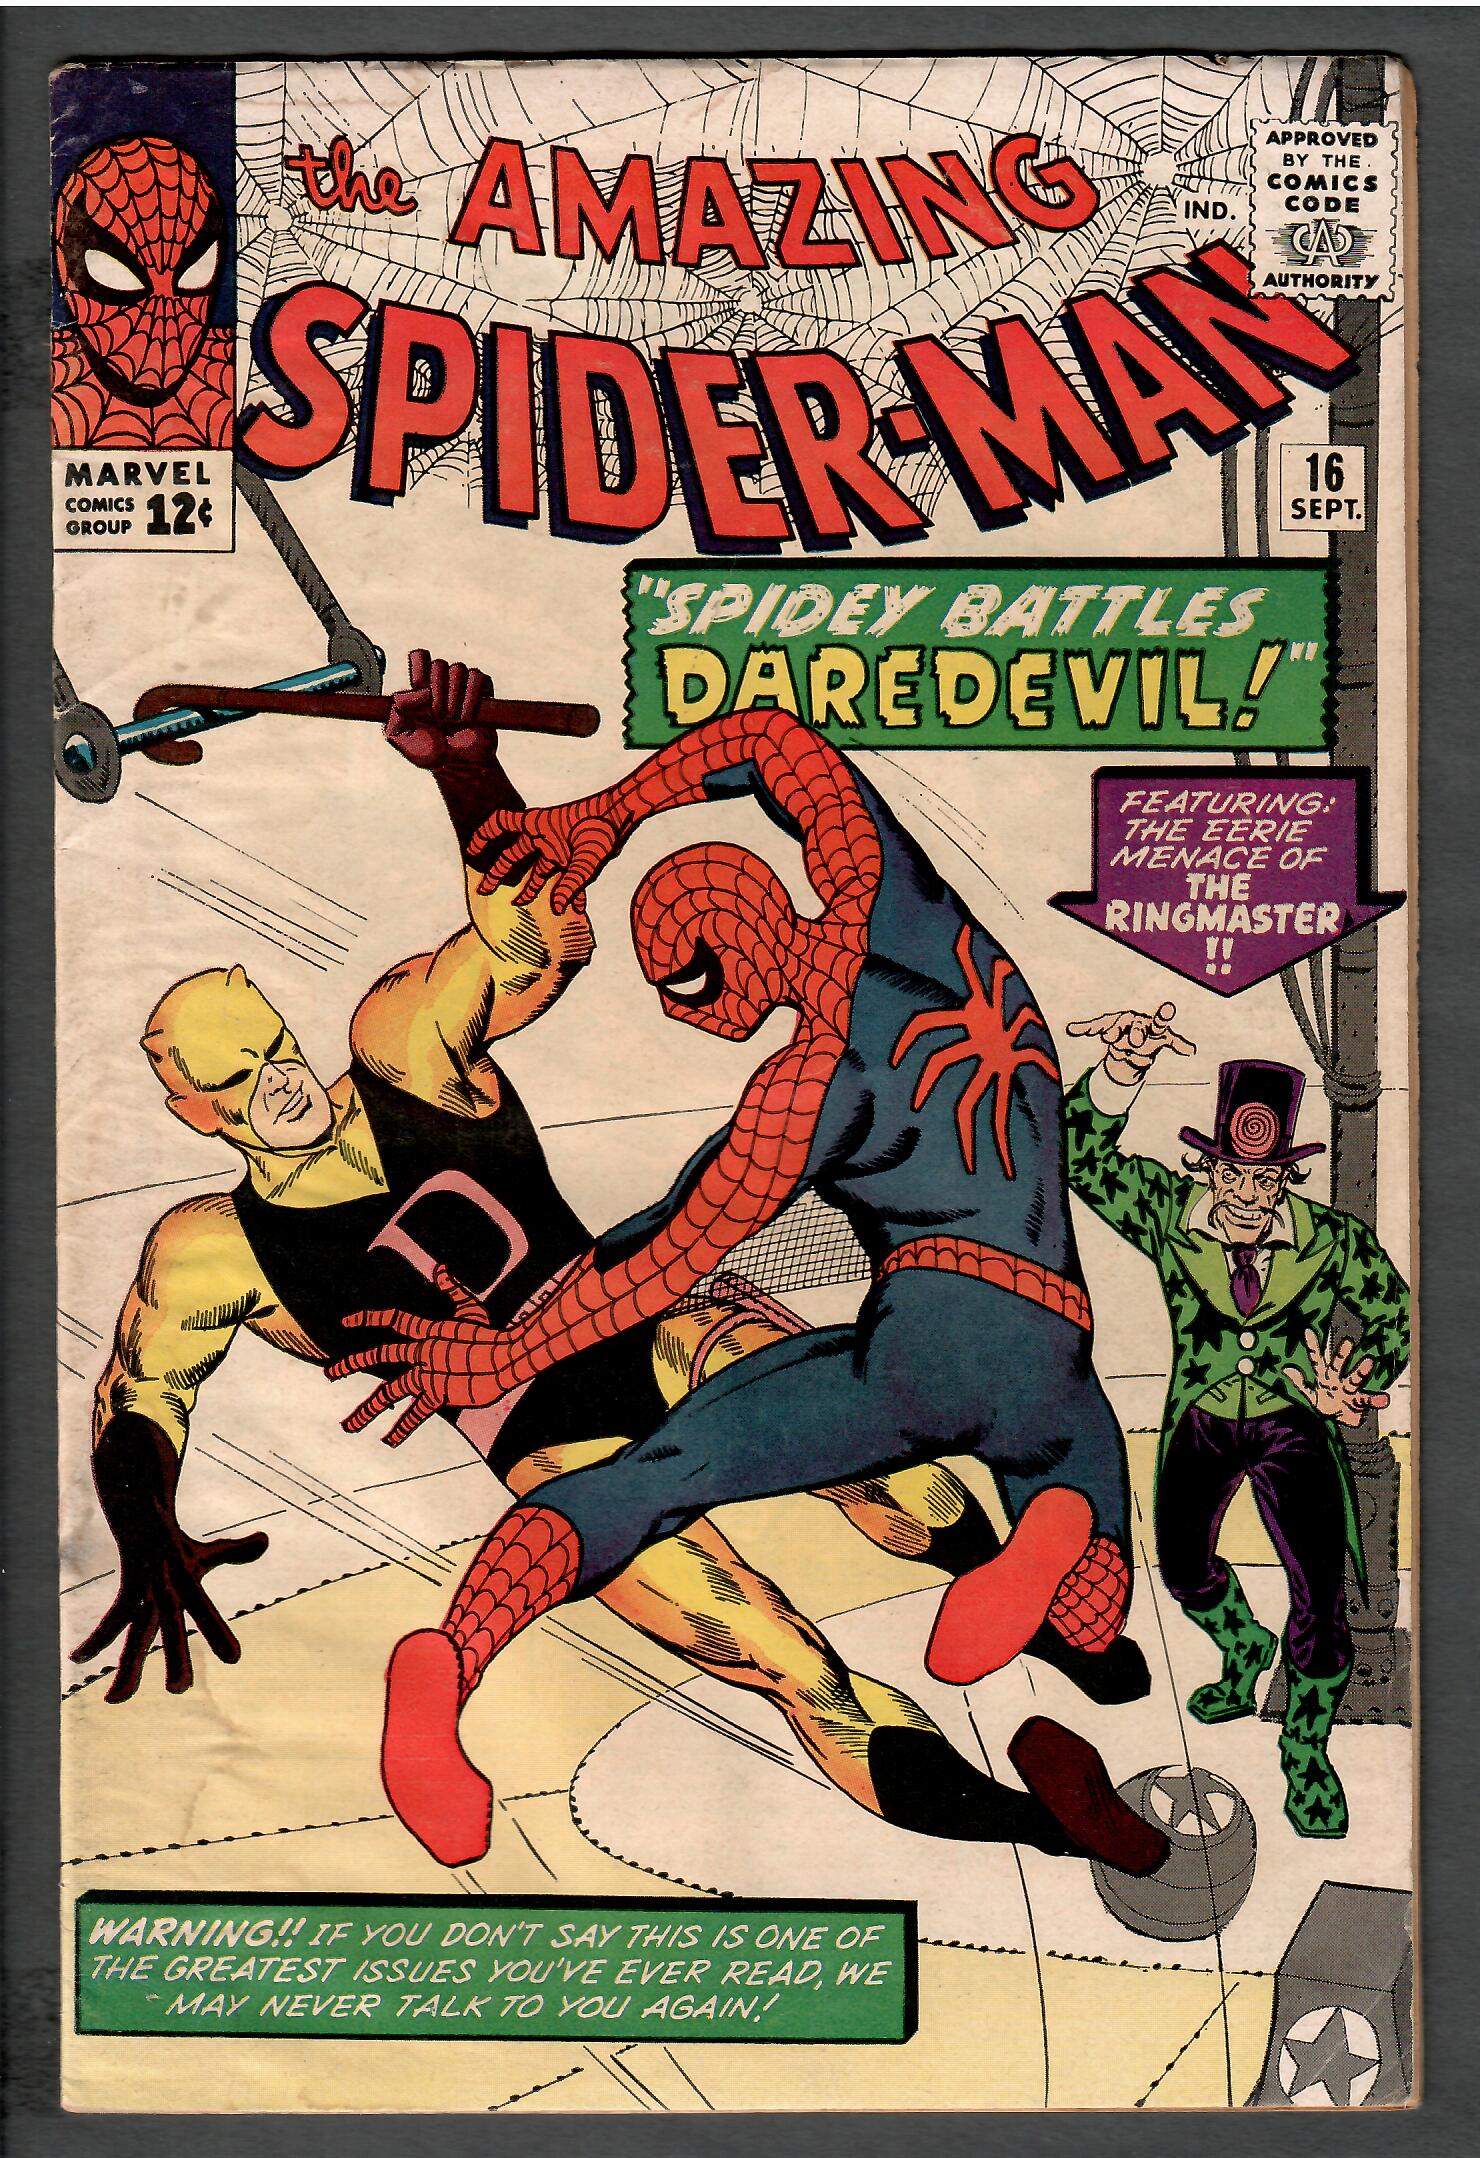 the AMAZING
SPIDER-MAN
MARVEL
COMICS
GROUP 12¢
IND.
APPROVED
BY THE
COMICS
CODE
CA
AUTHORITY
16
SEPT.
"SPIDEY BATTLES
DAREDEVIL!"
FEATURING:
THE EERIE
MENACE OF
THE
RINGMASTER
!!
D
WARNING!! IF YOU DON'T SAY THIS IS ONE OF
THE GREATEST ISSUES YOU'VE EVER READ, WE
MAY NEVER TALK TO YOU AGAIN!